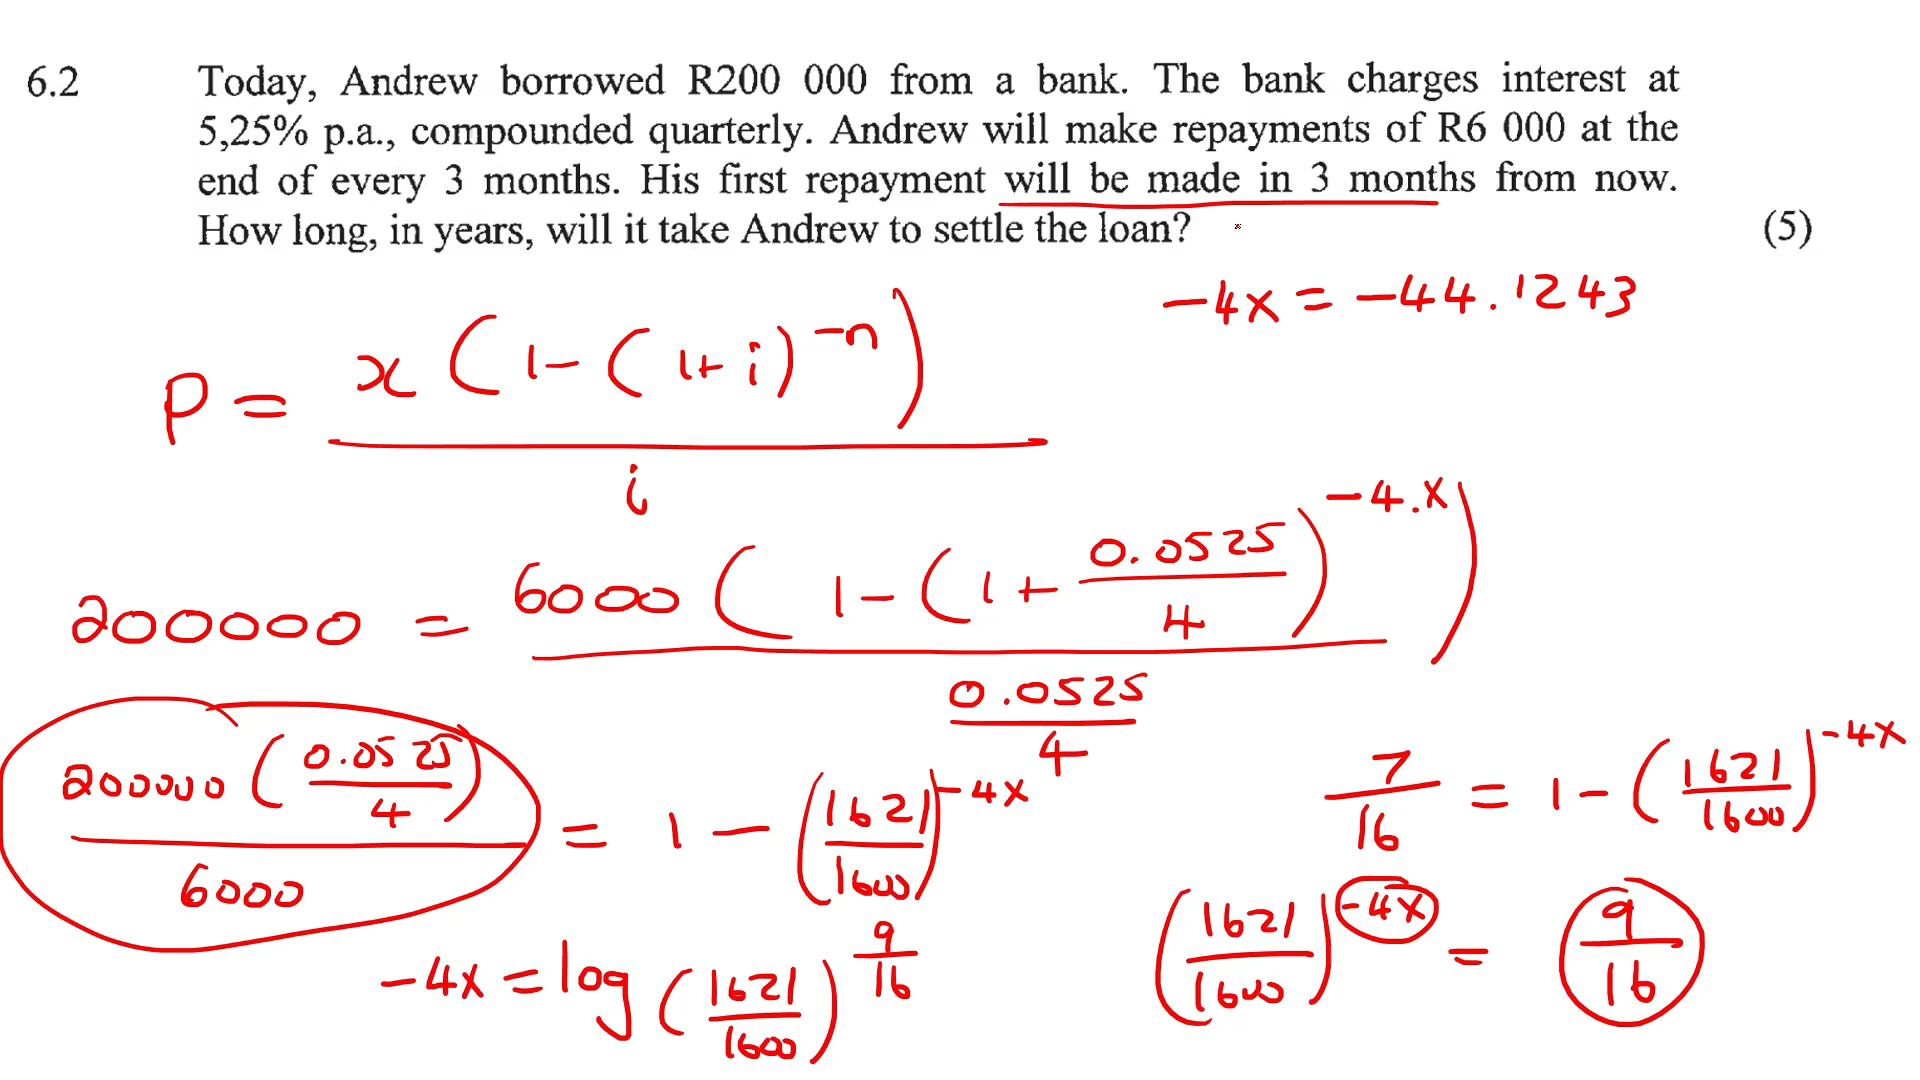 6.2 Today, Andrew borrowed R200 000 from a bank. The bank charges interest at
5,25% p.a., compounded quarterly. Andrew will make repayments of R6 000 at the
end of every 3 months. His first repayment will be made in 3 months from now.
How long, in years, will it take Andrew to settle the loan? (5)
-4x = -44.1243
P = x(1-(1+i)^-n) / i
200000 = 6000(1-(1+0.0525/4)^-4.x) / (0.0525/4)
200000(0.0525/4) / 6000 = 1 - (1621/1600)^-4x
7/16 = 1-(1621/1600)^-4x
(1621/1600)^-4x = 9/16
-4x = log (1621/1600) 9/16